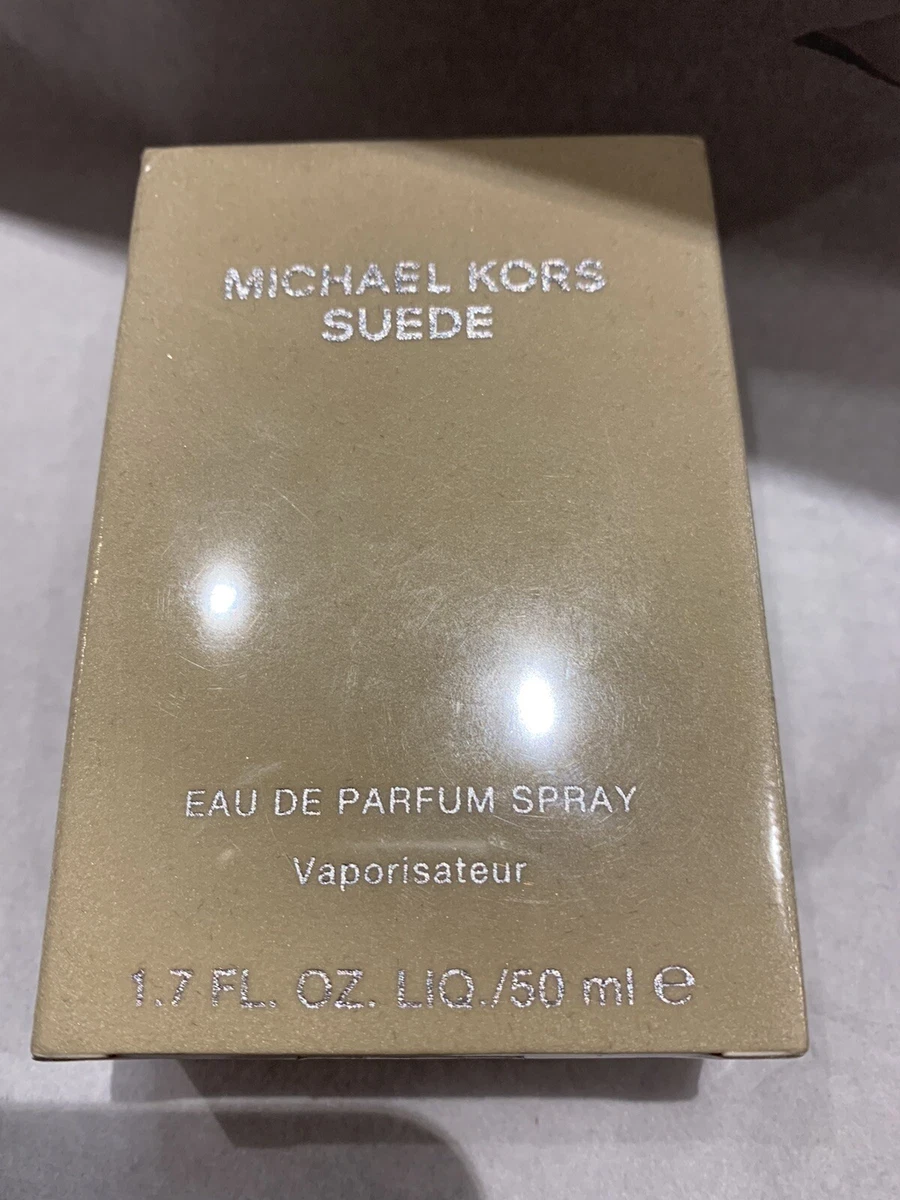 MICHAEL KORS
SUEDE
EAU DE PARFUM SPRAY
Vaporisateur
1.7 FL. OZ. LIQ./50 ml ℮